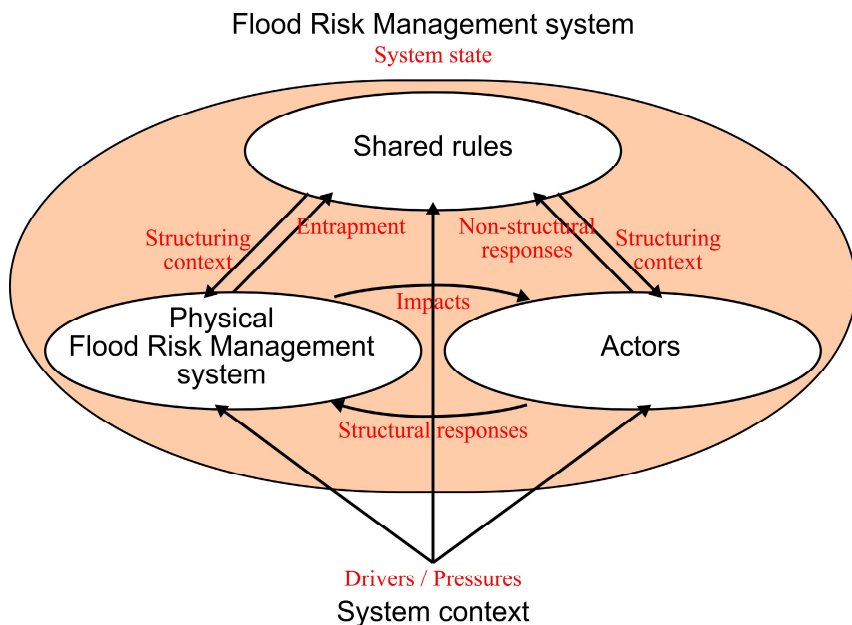 Flood Risk Management system
System state
Shared rules
Structuring
context
Entrapment
Non-structural
responses
Structuring
context
Impacts
Physical
Flood Risk Management
system
Actors
Structural responses
Drivers / Pressures
System context